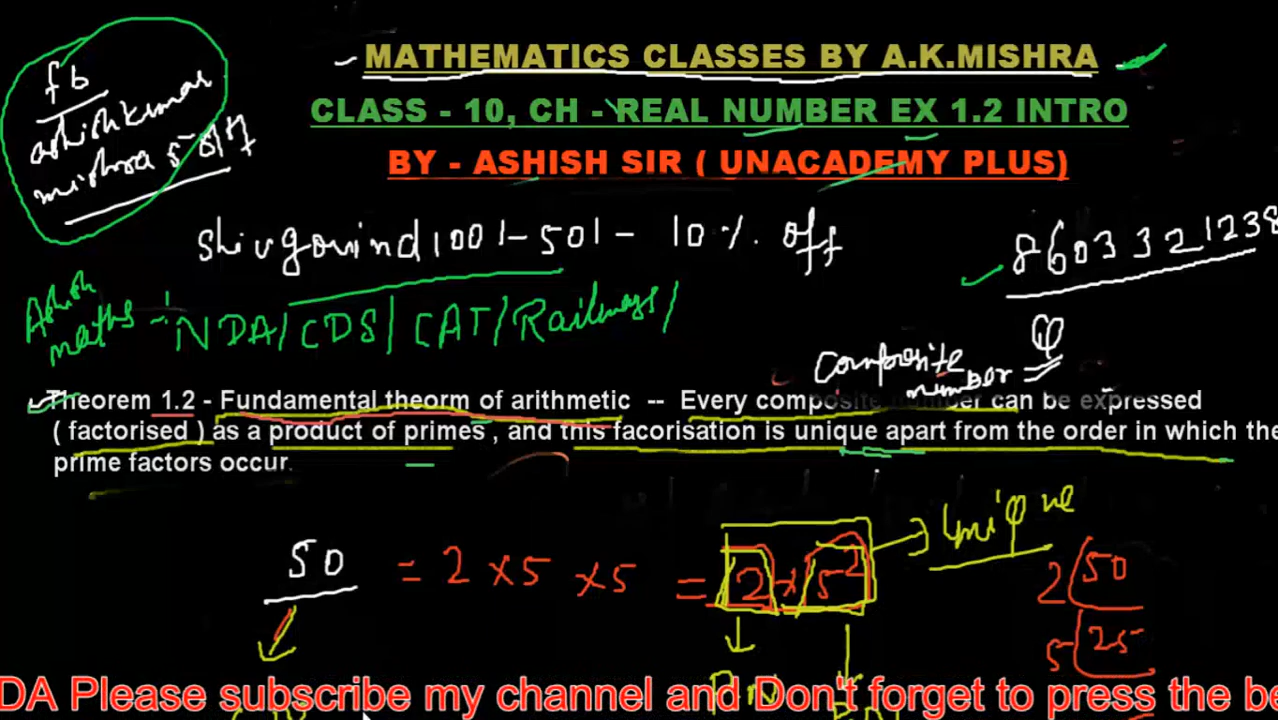 MATHEMATICS CLASSES BY A.K.MISHRA
CLASS - 10, CH - REAL NUMBER EX 1.2 INTRO
BY - ASHISH SIR ( UNACADEMY PLUS)
fb
ashishkumar
mishra
shivgovind1001-501 - 10 %. off
8603321238
Ashish
maths :- NDA/CDS/CAT/Railways/
Composite
number =
Theorem 1.2 - Fundamental theorm of arithmetic -- Every composite number can be expressed
( factorised ) as a product of primes , and this facorisation is unique apart from the order in which the
prime factors occur.
50 = 2 × 5 × 5 = 2 × 5² → Unique
2 50
5 25
DA Please subscribe my channel and Don't forget to press the be